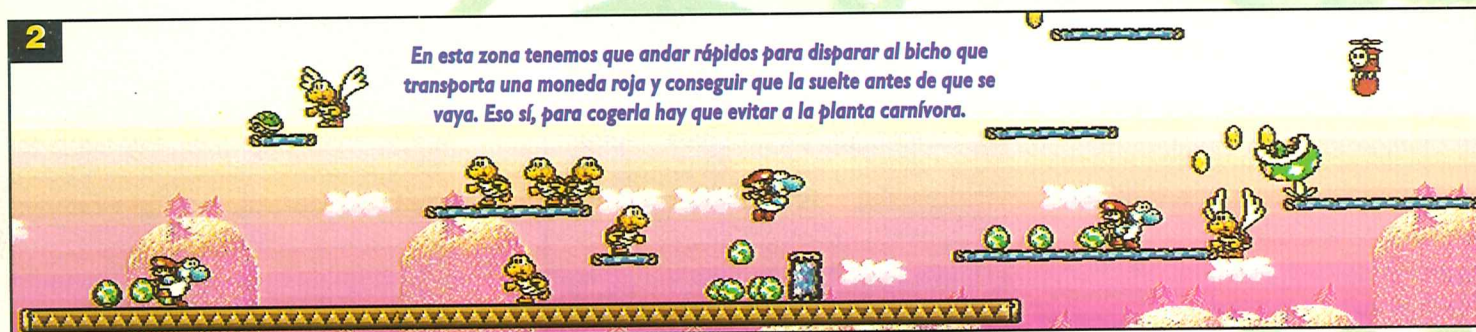 2
En esta zona tenemos que andar rápidos para disparar al bicho que
transporta una moneda roja y conseguir que la suelte antes de que se
vaya. Eso sí, para cogerla hay que evitar a la planta carnívora.